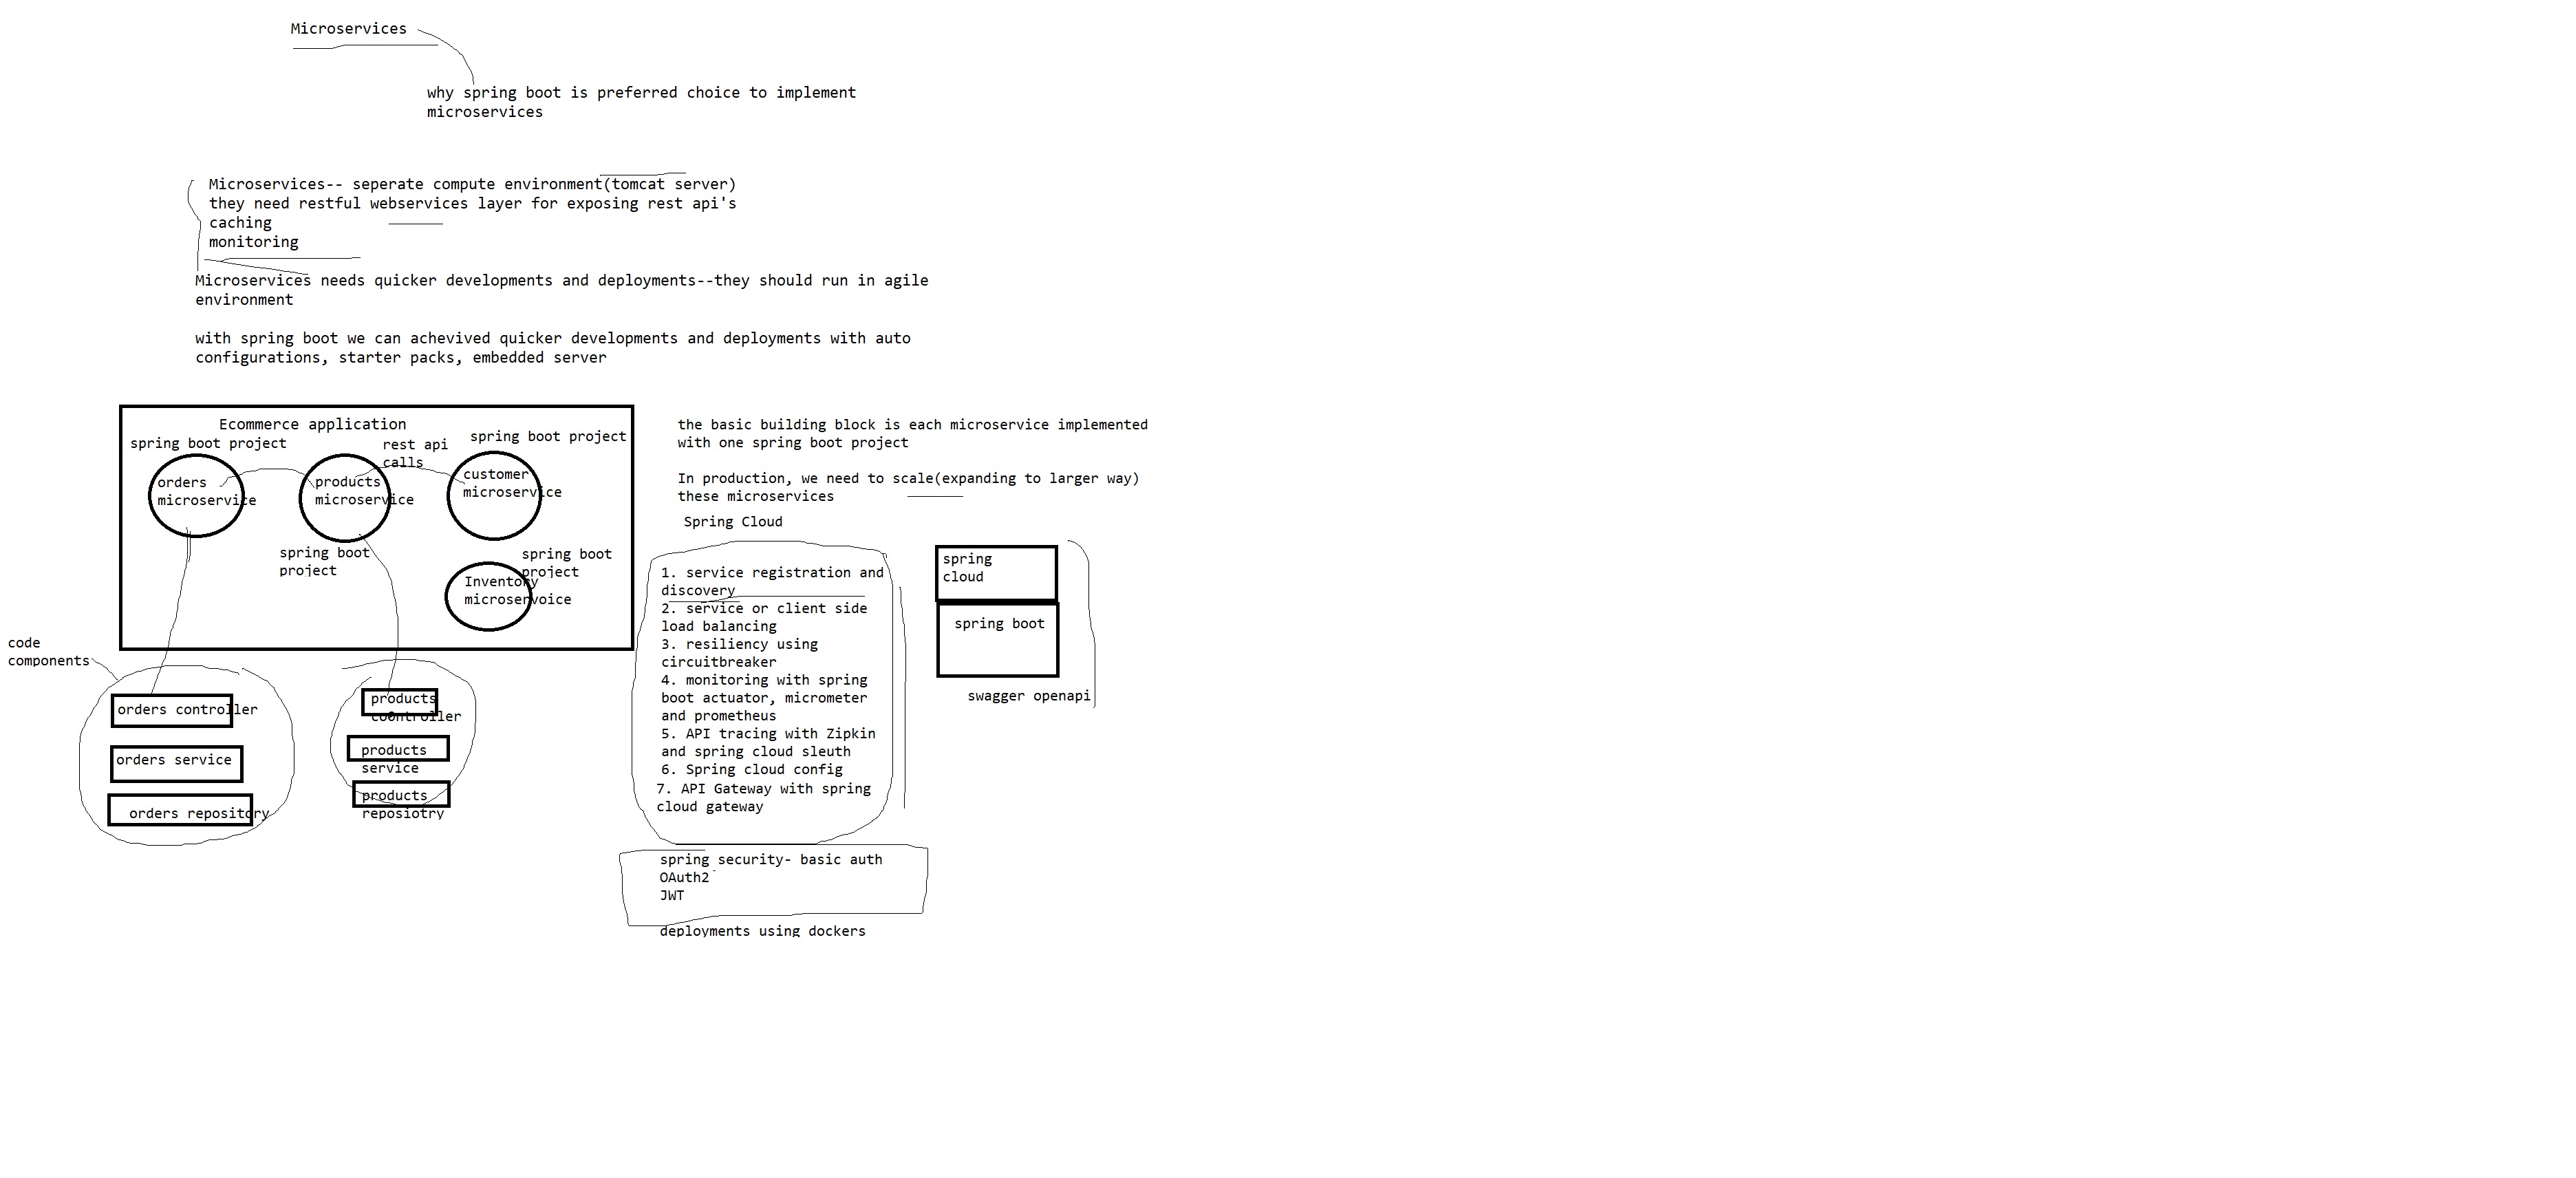 Microservices
why spring boot is preferred choice to implement
microservices
Microservices-- seperate compute environment(tomcat server)
they need restful webservices layer for exposing rest api's
caching
monitoring
Microservices needs quicker developments and deployments--they should run in agile
environment
with spring boot we can achevived quicker developments and deployments with auto
configurations, starter packs, embedded server
Ecommerce application
spring boot project
rest api
calls
spring boot project
orders
microservice
products
microservice
customer
microservice
spring boot
project
spring boot
project
Inventory
microservoice
code
components
orders controller
orders service
orders repository
products
co0ntroller
products
service
products
reposiotry
the basic building block is each microservice implemented
with one spring boot project
In production, we need to scale(expanding to larger way)
these microservices
Spring Cloud
1. service registration and
discovery
2. service or client side
load balancing
3. resiliency using
circuitbreaker
4. monitoring with spring
boot actuator, micrometer
and prometheus
5. API tracing with Zipkin
and spring cloud sleuth
6. Spring cloud config
7. API Gateway with spring
cloud gateway
spring
cloud
spring boot
swagger openapi
spring security- basic auth
OAuth2
JWT
deployments using dockers